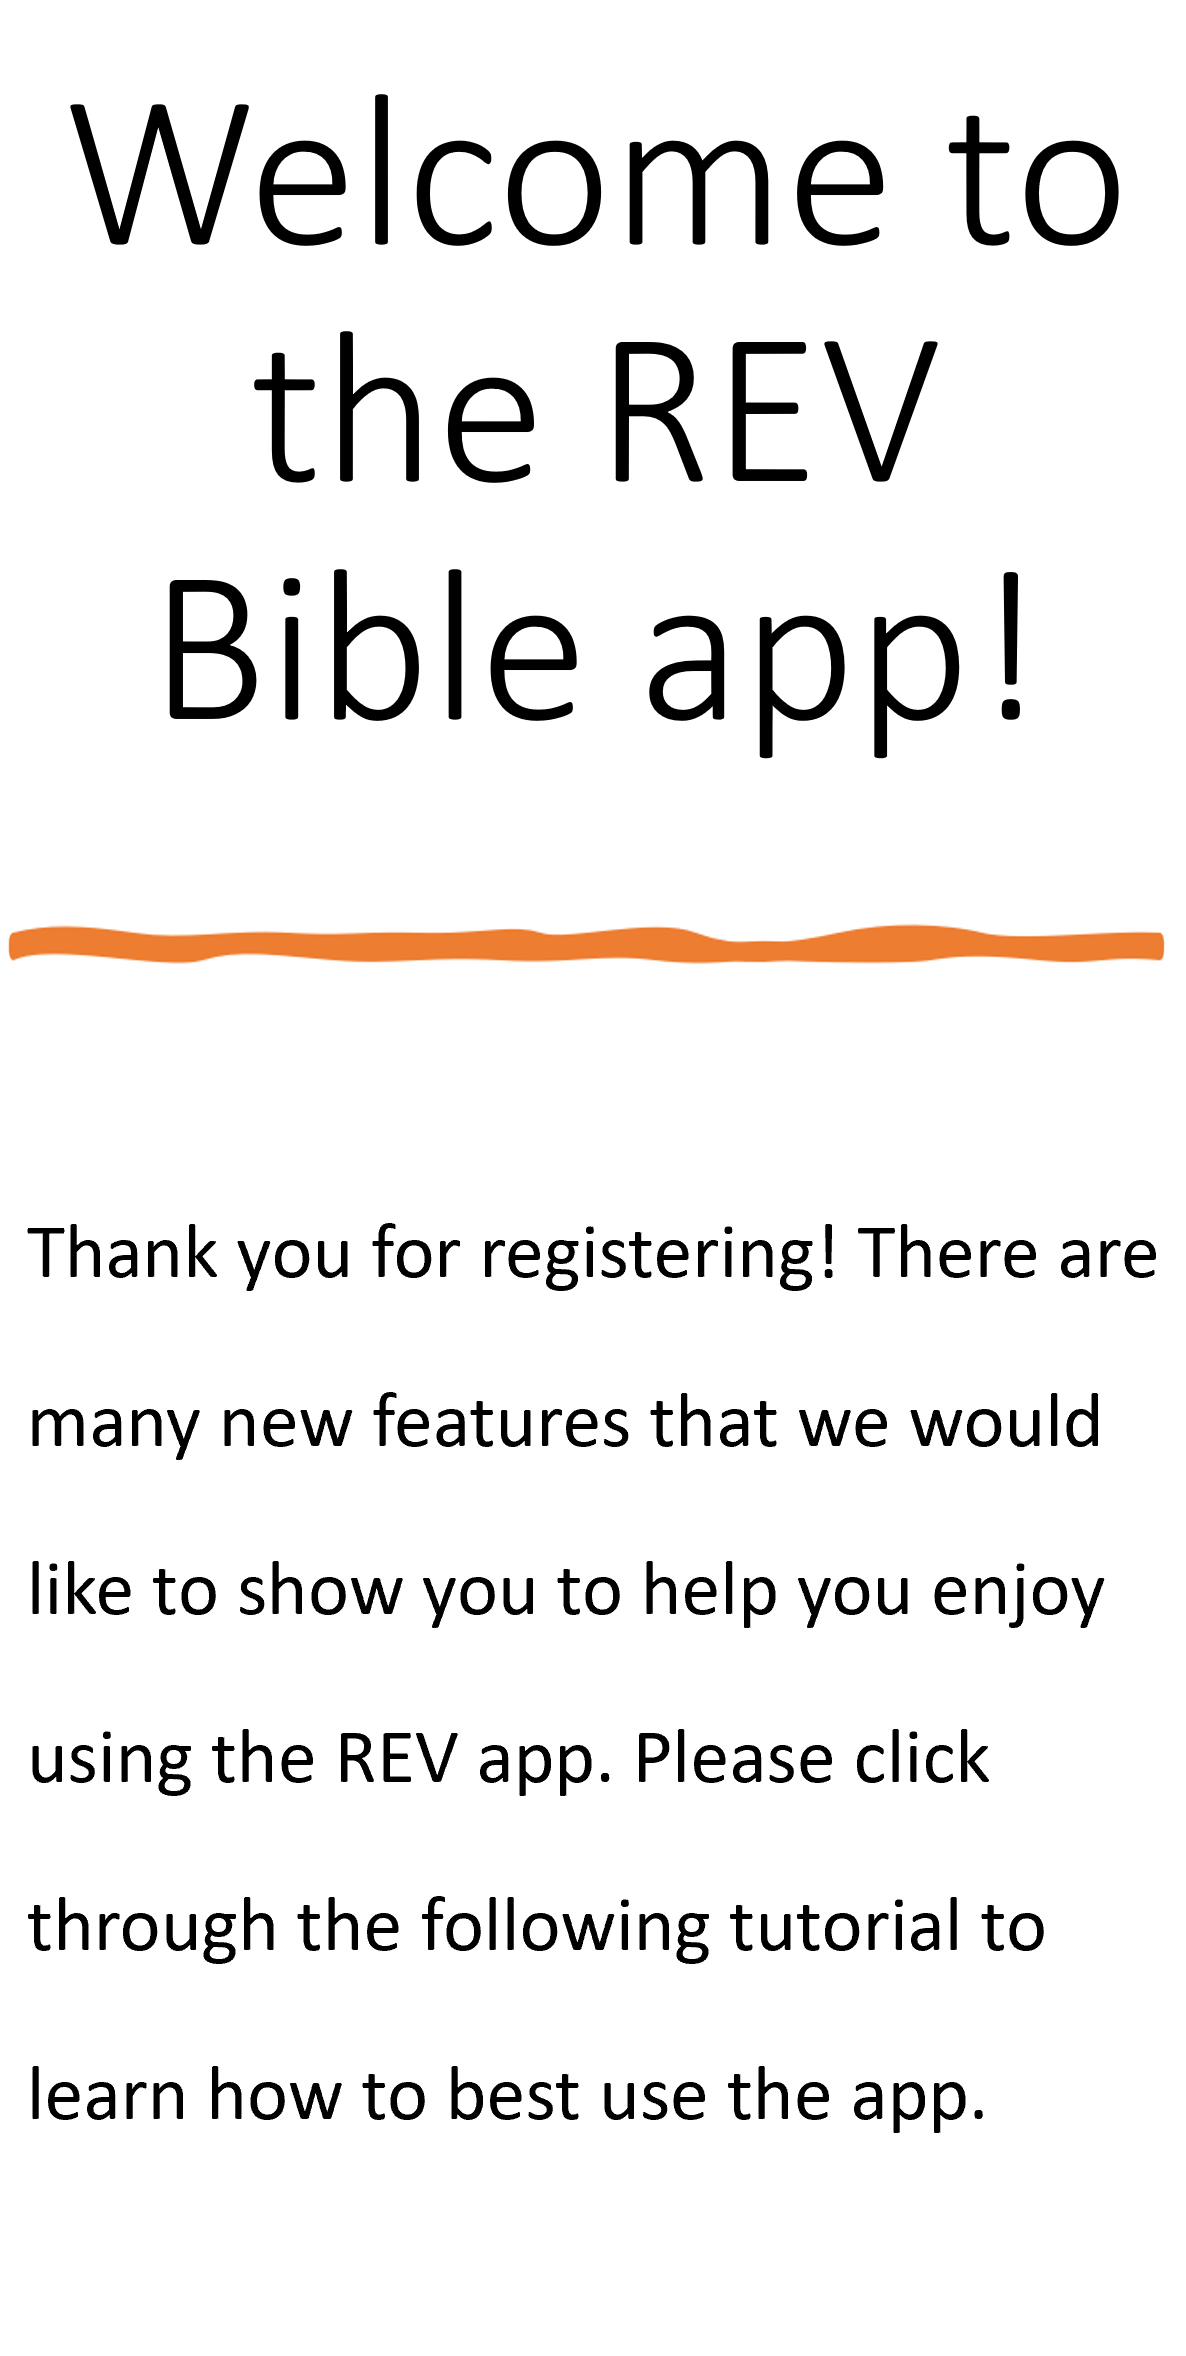 Welcome to
the REV
Bible app!
Thank you for registering! There are
many new features that we would
like to show you to help you enjoy
using the REV app. Please click
through the following tutorial to
learn how to best use the app.